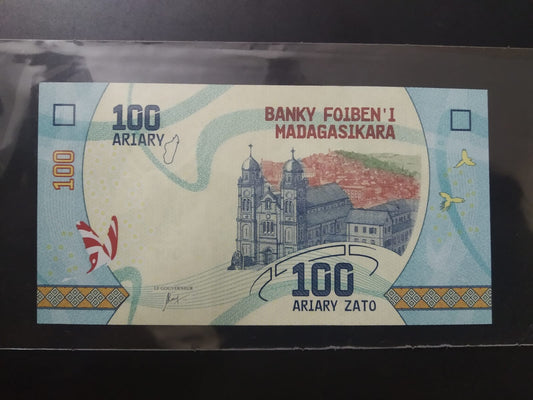 100
ARIARY
BANKY FOIBEN'I
MADAGASIKARA
100
LE GOUVERNEUR
100
ARIARY ZATO